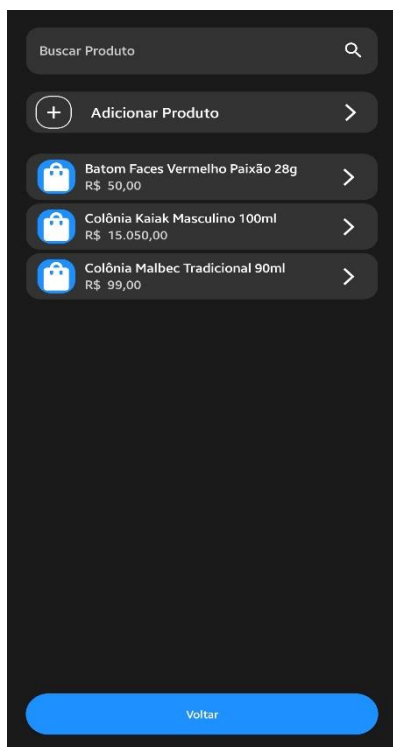 Buscar Produto
Adicionar Produto
Batom Faces Vermelho Paixão 28g
R$ 50,00
Colônia Kaiak Masculino 100ml
R$ 15.050,00
Colônia Malbec Tradicional 90ml
R$ 99,00
Voltar